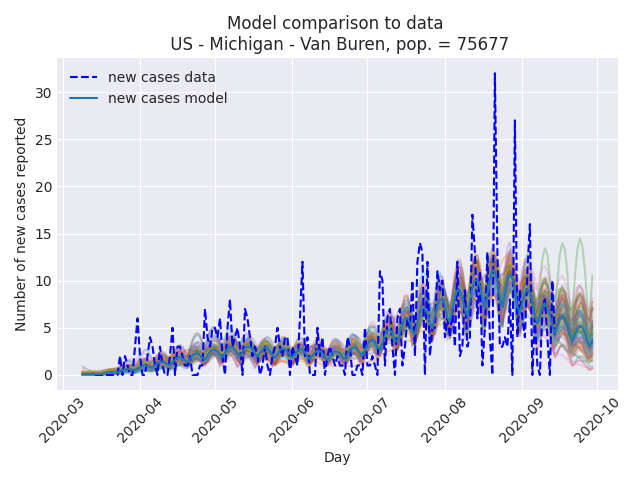 Model comparison to data
US - Michigan - Van Buren, pop. = 75677
new cases data
new cases model
Number of new cases reported
30
25
20
15
10
5
0
2020-03
2020-04
2020-05
2020-06
2020-07
2020-08
2020-09
2020-10
Day